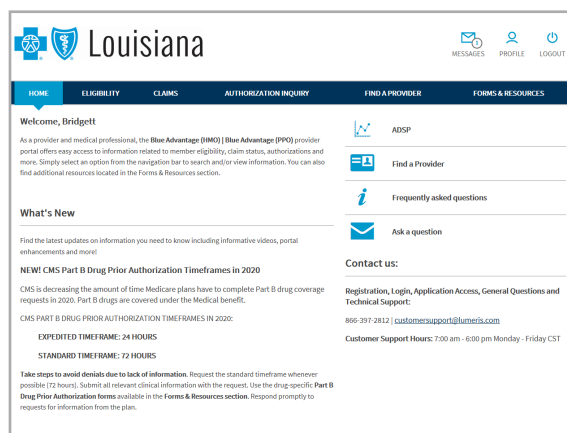 Louisiana
1
MESSAGES PROFILE LOGOUT
HOME ELIGIBILITY CLAIMS AUTHORIZATION INQUIRY FIND A PROVIDER FORMS & RESOURCES
Welcome, Bridgett
As a provider and medical professional, the Blue Advantage (HMO) | Blue Advantage (PPO) provider
portal offers easy access to information related to member eligibility, claim status, authorizations and
more. Simply select an option from the navigation bar to search and/or view information. You can also
find additional resources located in the Forms & Resources section.
What's New
Find the latest updates on information you need to know including informative videos, portal
enhancements and more!
NEW! CMS Part B Drug Prior Authorization Timeframes in 2020
CMS is decreasing the amount of time Medicare plans have to complete Part B drug coverage
requests in 2020. Part B drugs are covered under the Medical benefit.
CMS PART B DRUG PRIOR AUTHORIZATION TIMEFRAMES IN 2020:
EXPEDITED TIMEFRAME: 24 HOURS
STANDARD TIMEFRAME: 72 HOURS
Take steps to avoid denials due to lack of information. Request the standard timeframe whenever
possible (72 hours). Submit all relevant clinical information with the request. Use the drug-specific Part B
Drug Prior Authorization forms available in the Forms & Resources section. Respond promptly to
requests for information from the plan.
ADSP
Find a Provider
Frequently asked questions
Ask a question
Contact us:
Registration, Login, Application Access, General Questions and
Technical Support:
866-397-2812 | customersupport@lumeris.com
Customer Support Hours: 7:00 am - 6:00 pm Monday - Friday CST